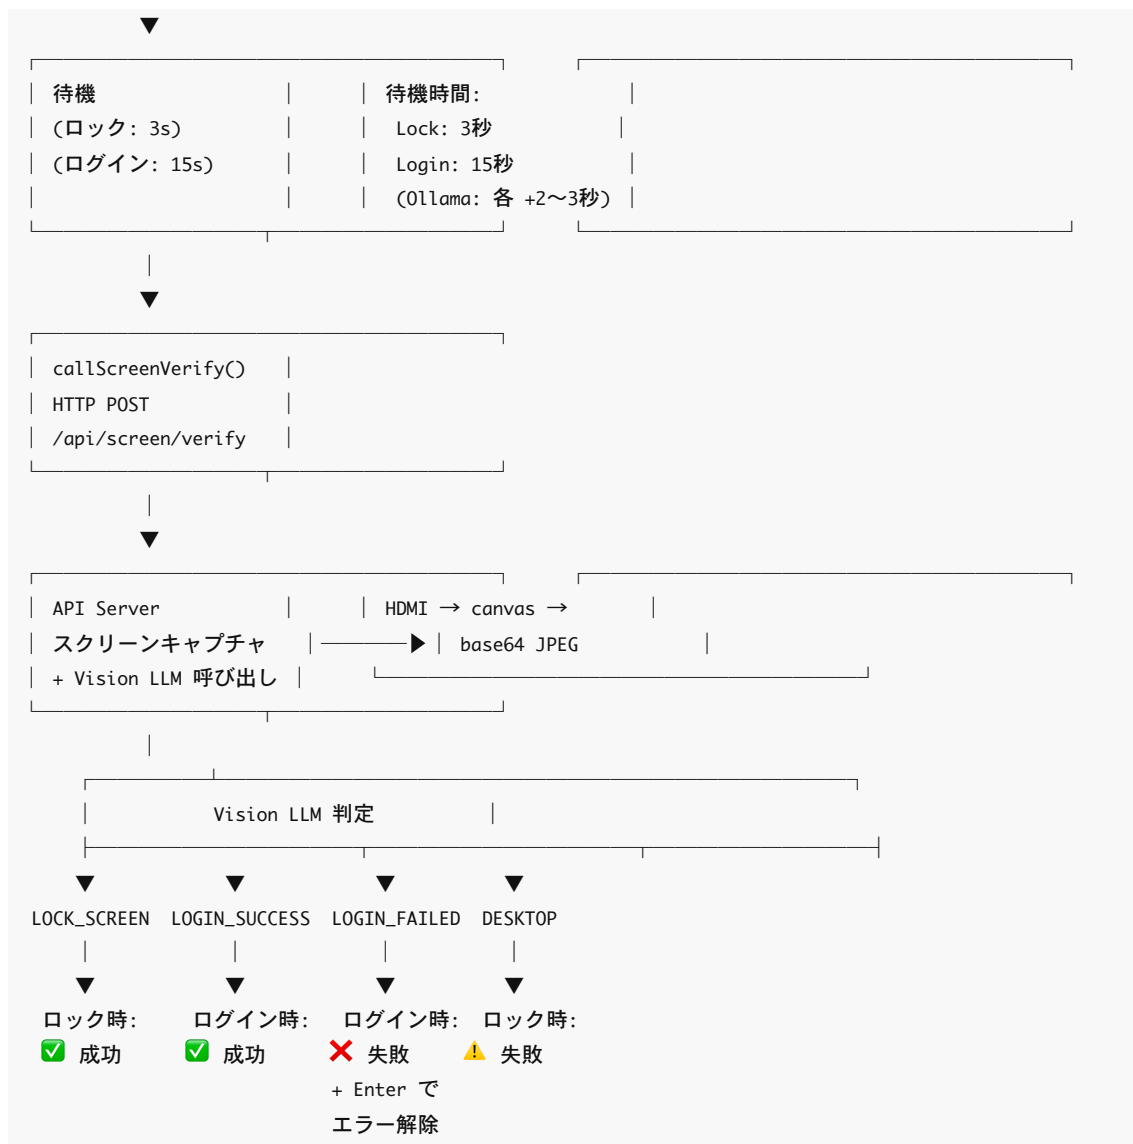 待機 待機時間:
(ロック: 3s) Lock: 3秒
(ログイン: 15s) Login: 15秒
(Ollama: 各 +2〜3秒)
callScreenVerify()
HTTP POST
/api/screen/verify
API Server HDMI → canvas →
スクリーンキャプチャ base64 JPEG
+ Vision LLM 呼び出し
Vision LLM 判定
LOCK_SCREEN LOGIN_SUCCESS LOGIN_FAILED DESKTOP
ロック時: ログイン時: ログイン時: ロック時:
✅ 成功 ✅ 成功 ❌ 失敗 ⚠️ 失敗
+ Enter で
エラー解除